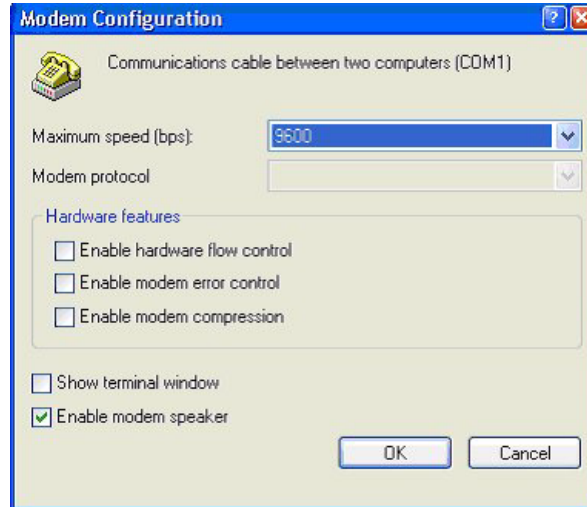 Modem Configuration
Communications cable between two computers (COM1)
Maximum speed (bps):
9600
Modem protocol
Hardware features
Enable hardware flow control
Enable modem error control
Enable modem compression
Show terminal window
Enable modem speaker
OK
Cancel